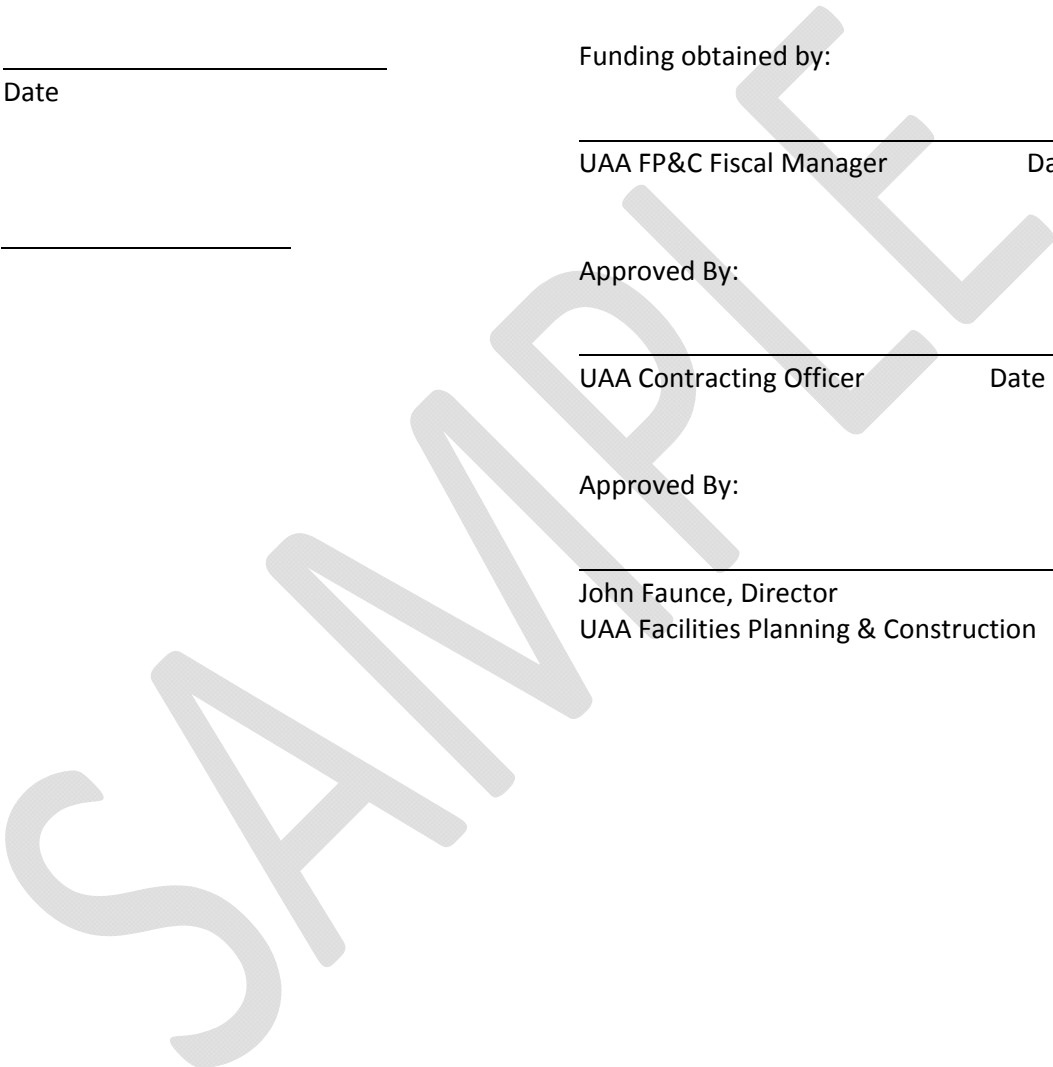 Funding obtained by:
Date
UAA FP&C Fiscal Manager Da
Approved By:
UAA Contracting Officer Date
Approved By:
John Faunce, Director
UAA Facilities Planning & Construction
SAMPLE